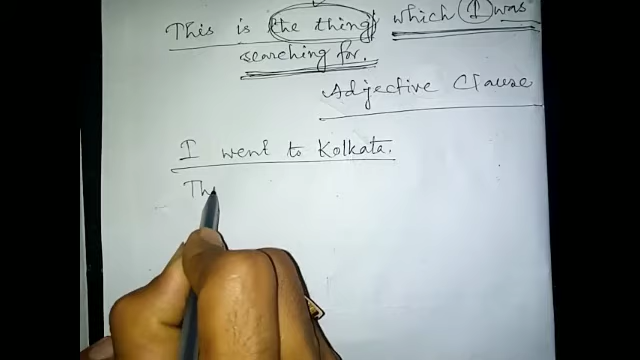 This is the thing which I was
searching for.
Adjective Clause
I went to Kolkata.
Th